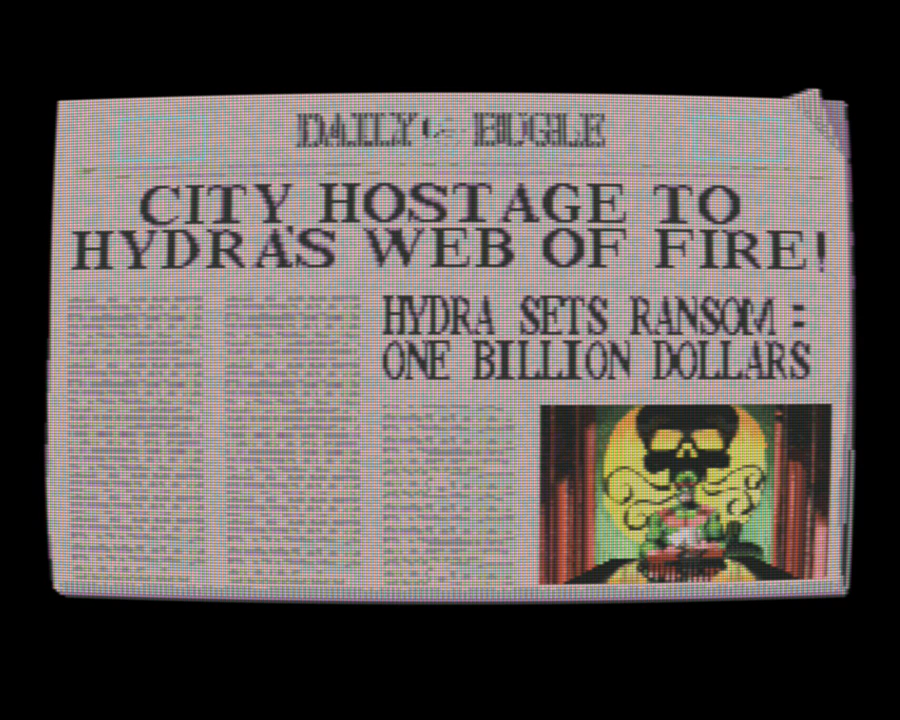 DAILY BUGLE
CITY HOSTAGE TO
HYDRA'S WEB OF FIRE!
HYDRA SETS RANSOM :
ONE BILLION DOLLARS